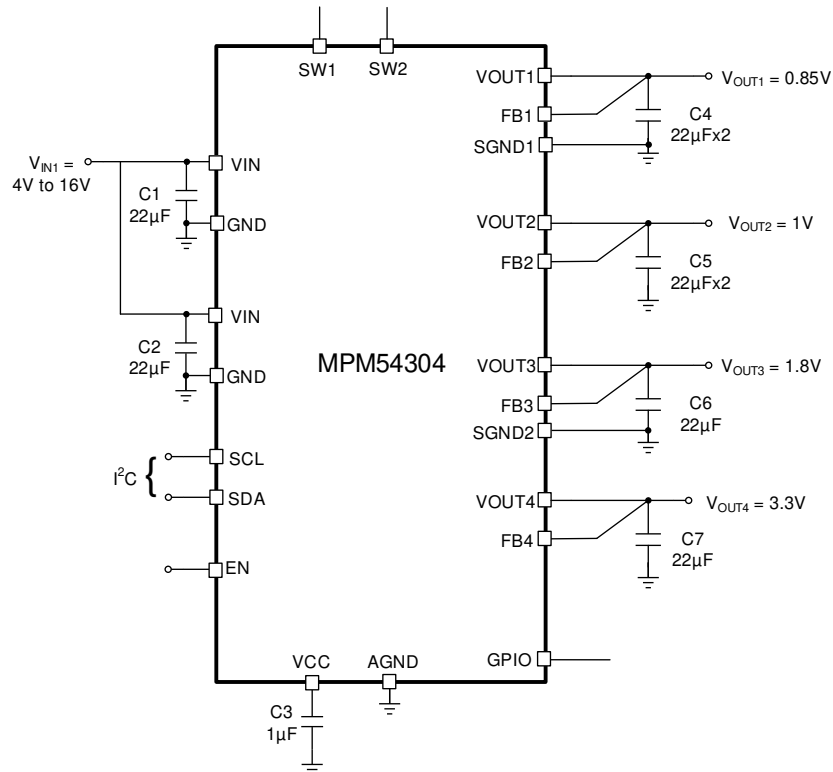 SW1
SW2
VOUT1
VOUT1 = 0.85V
FB1
C4
22µFx2
SGND1
VIN1 =
4V to 16V
VIN
C1
22µF
GND
VOUT2
VOUT2 = 1V
FB2
C5
22µFx2
VIN
C2
22µF
GND
MPM54304
VOUT3
VOUT3 = 1.8V
FB3
C6
22µF
SGND2
I²C {
SCL
SDA
VOUT4
VOUT4 = 3.3V
FB4
C7
22µF
EN
VCC
AGND
GPIO
C3
1µF